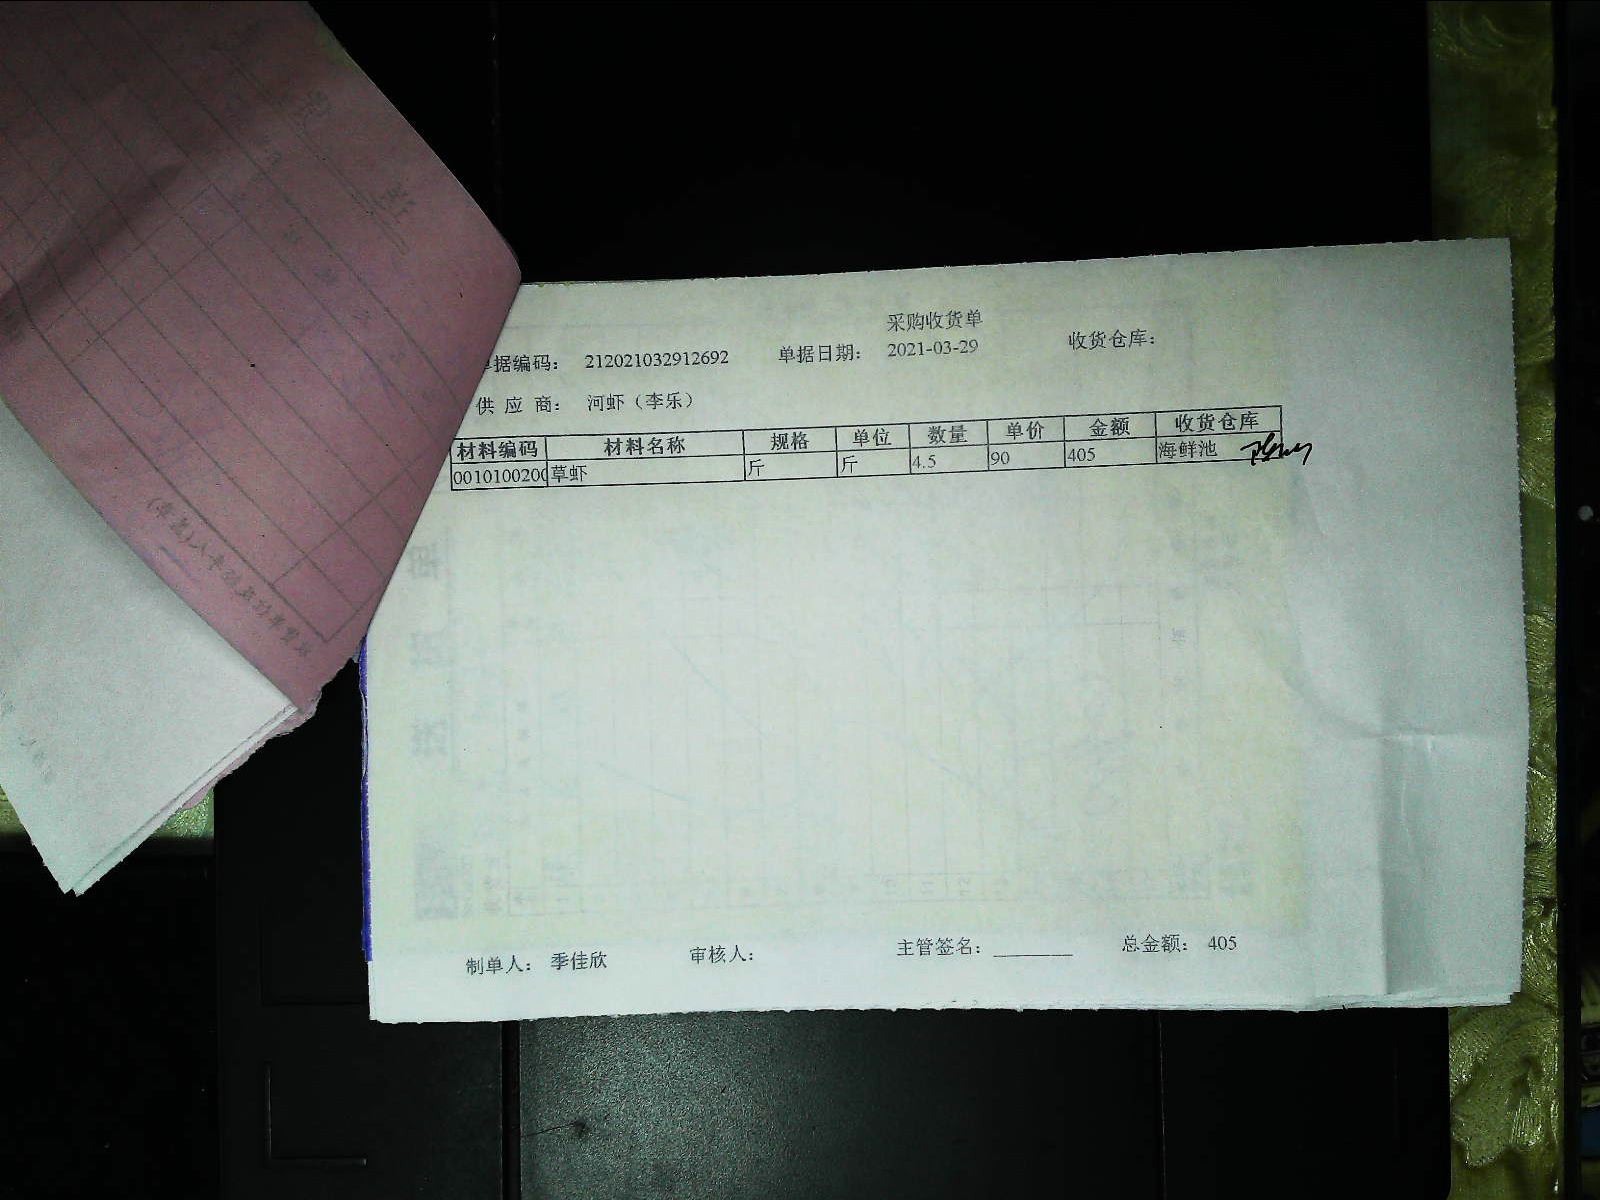 采购收货单
单据编码： 212021032912692 单据日期： 2021-03-29 收货仓库：
供 应 商： 河虾（李乐）
材料编码 材料名称 规格 单位 数量 单价 金额 收货仓库
0010100200 草虾 斤 斤 4.5 90 405 海鲜池
制单人： 季佳欣 审核人： 主管签名：________ 总金额： 405